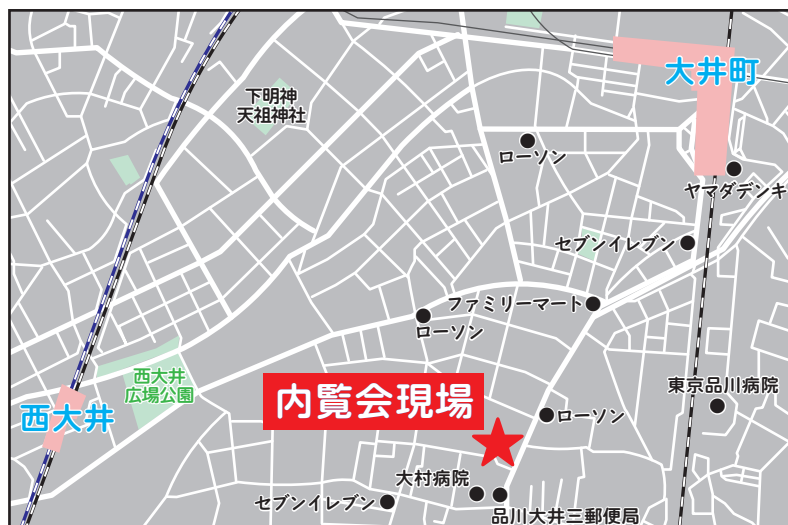 大井町
下明神
天祖神社
ローソン
ヤマダデンキ
セブンイレブン
ファミリーマート
ローソン
西大井
広場公園
東京品川病院
内覧会現場
西大井
ローソン
大村病院
セブンイレブン
品川大井三郵便局